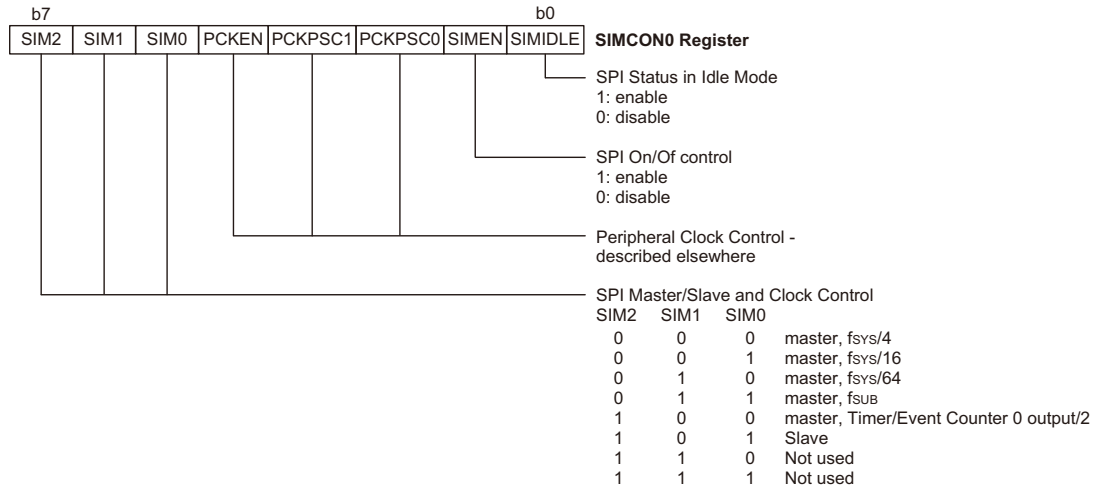 b7 b0
SIM2 SIM1 SIM0 PCKEN PCKPSC1 PCKPSC0 SIMEN SIMIDLE SIMCON0 Register
SPI Status in Idle Mode
1: enable
0: disable
SPI On/Of control
1: enable
0: disable
Peripheral Clock Control -
described elsewhere
SPI Master/Slave and Clock Control
SIM2 SIM1 SIM0
0 0 0 master, fSYS/4
0 0 1 master, fSYS/16
0 1 0 master, fSYS/64
0 1 1 master, fSUB
1 0 0 master, Timer/Event Counter 0 output/2
1 0 1 Slave
1 1 0 Not used
1 1 1 Not used